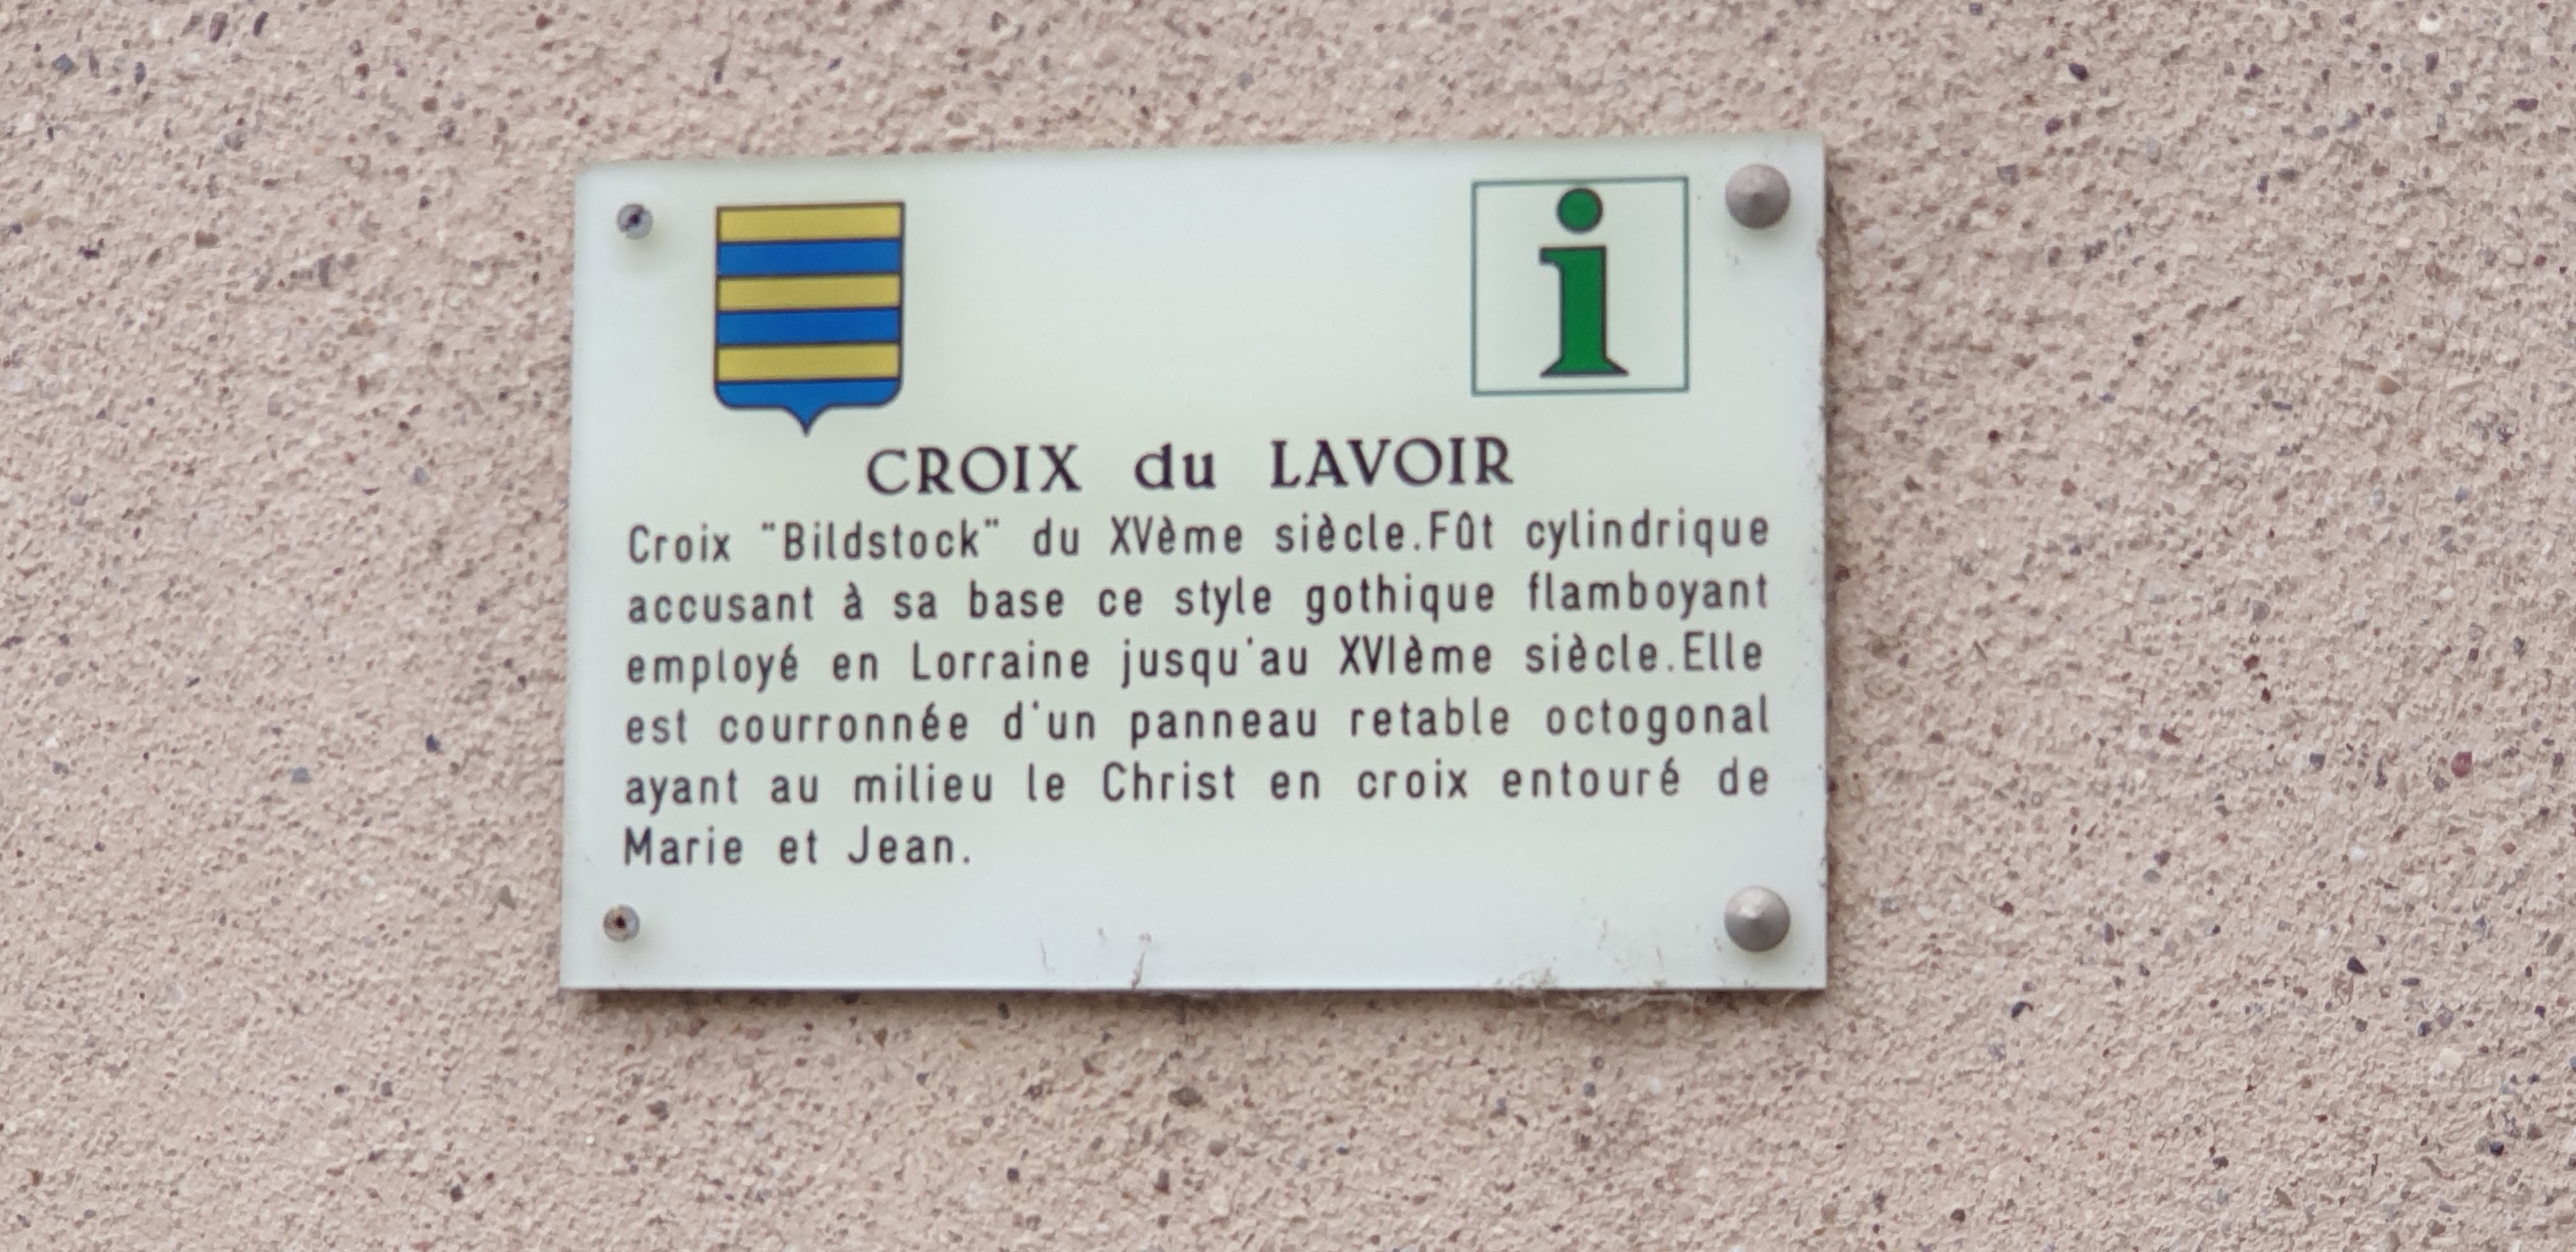 i
CROIX du LAVOIR
Croix "Bildstock" du XVème siècle.Fût cylindrique
accusant à sa base ce style gothique flamboyant
employé en Lorraine jusqu'au XVIème siècle.Elle
est courronnée d'un panneau retable octogonal
ayant au milieu le Christ en croix entouré de
Marie et Jean.